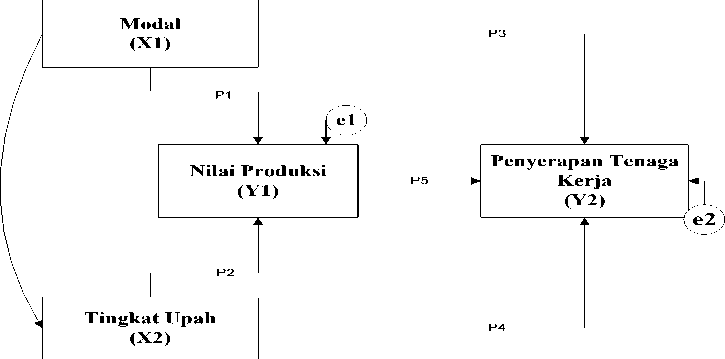 Modal
(X1)
P3
P1
e1
Nilai Produksi
(Y1)
P5
Penyerapan Tenaga
Kerja
(Y2)
e2
P2
Tingkat Upah
(X2)
P4